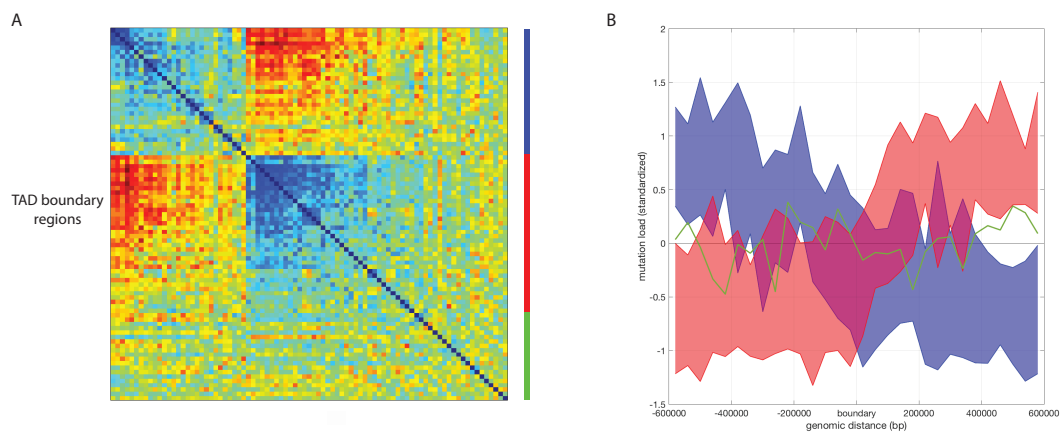 A
B
TAD boundary
regions
mutation load (standardized)
2
1.5
1
0.5
0
-0.5
-1
-1.5
-600000 -400000 -200000 boundary 200000 400000 600000
genomic distance (bp)